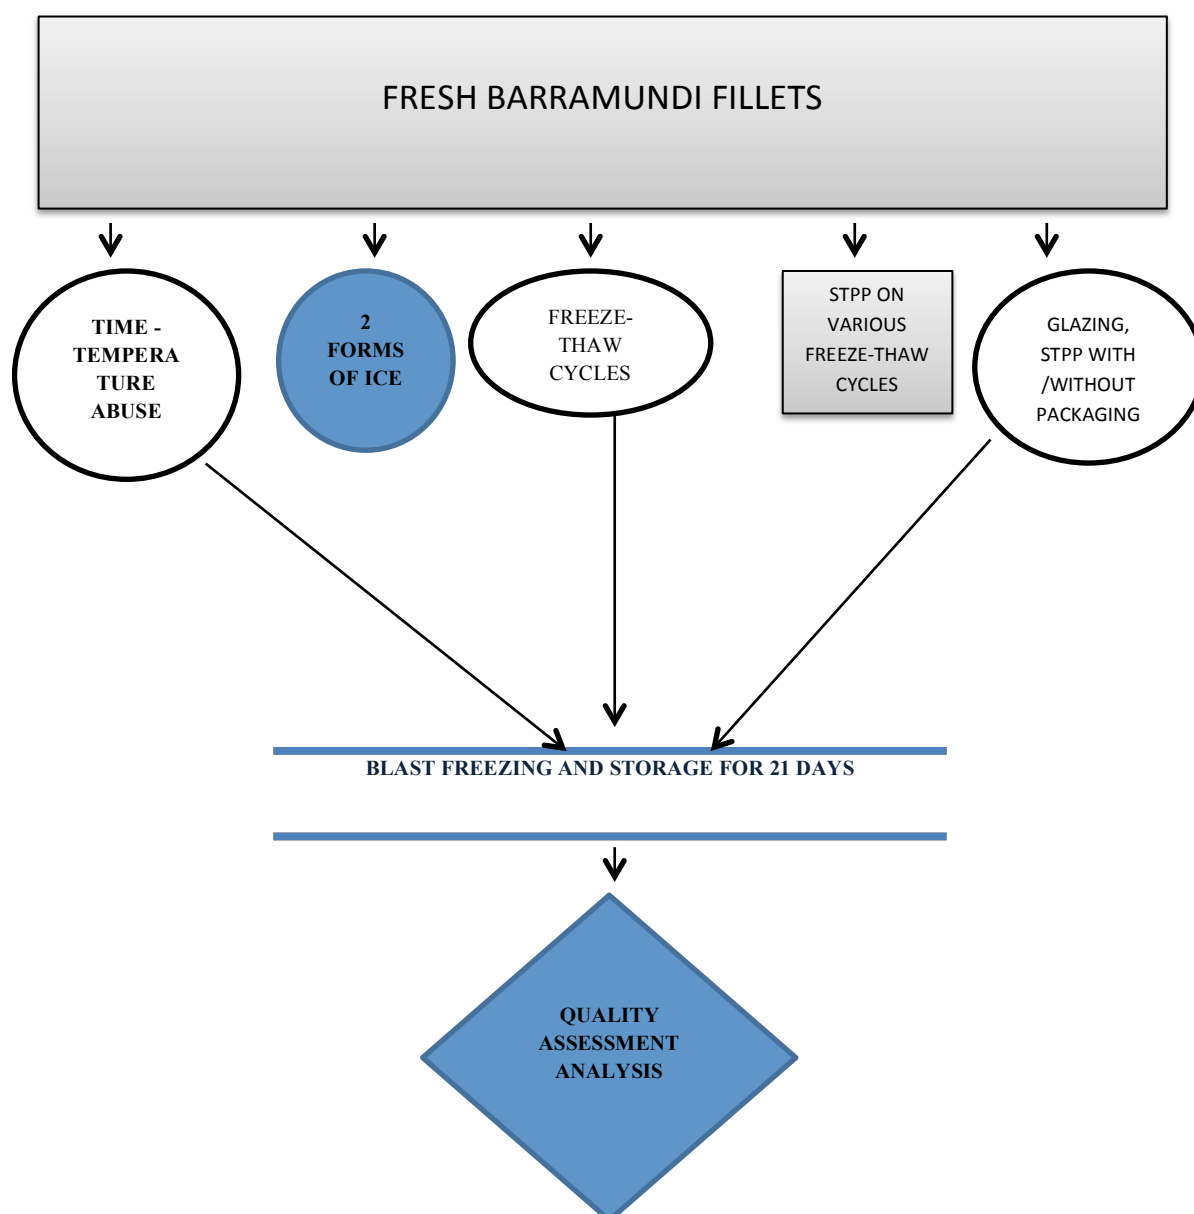 FRESH BARRAMUNDI FILLETS
TIME -
TEMPERA
TURE
ABUSE
2
FORMS
OF ICE
FREEZE-
THAW
CYCLES
STPP ON
VARIOUS
FREEZE-THAW
CYCLES
GLAZING,
STPP WITH
/WITHOUT
PACKAGING
BLAST FREEZING AND STORAGE FOR 21 DAYS
QUALITY
ASSESSMENT
ANALYSIS